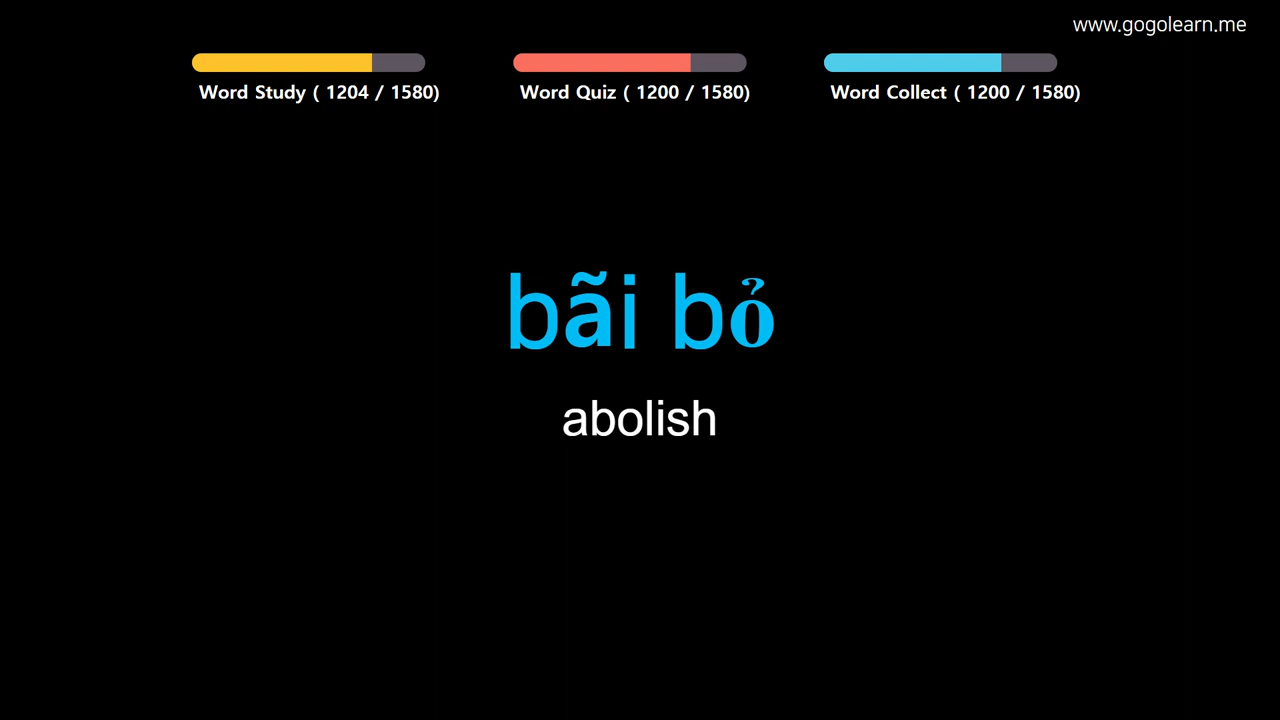 www.gogolearn.me
Word Study ( 1204 / 1580)
Word Quiz ( 1200 / 1580)
Word Collect ( 1200 / 1580)
bãi bỏ
abolish